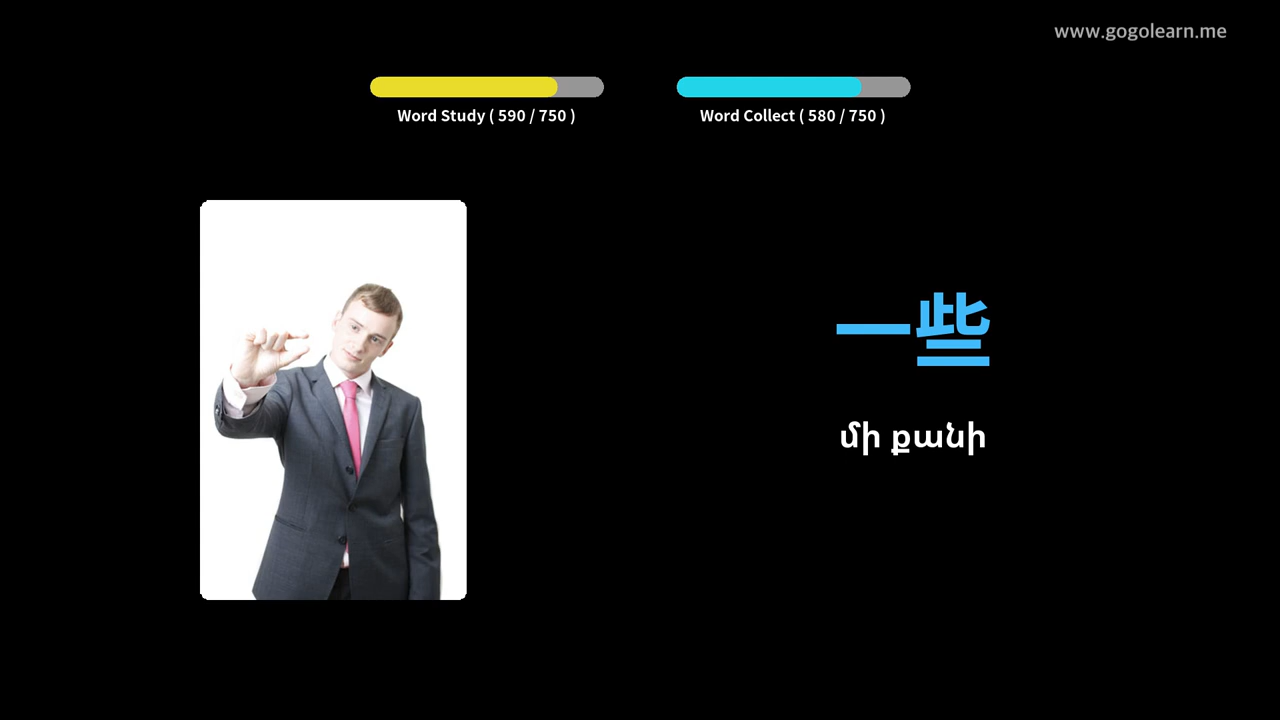 www.gogolearn.me
Word Study ( 590 / 750 )
Word Collect ( 580 / 750 )
一些
մի քանի